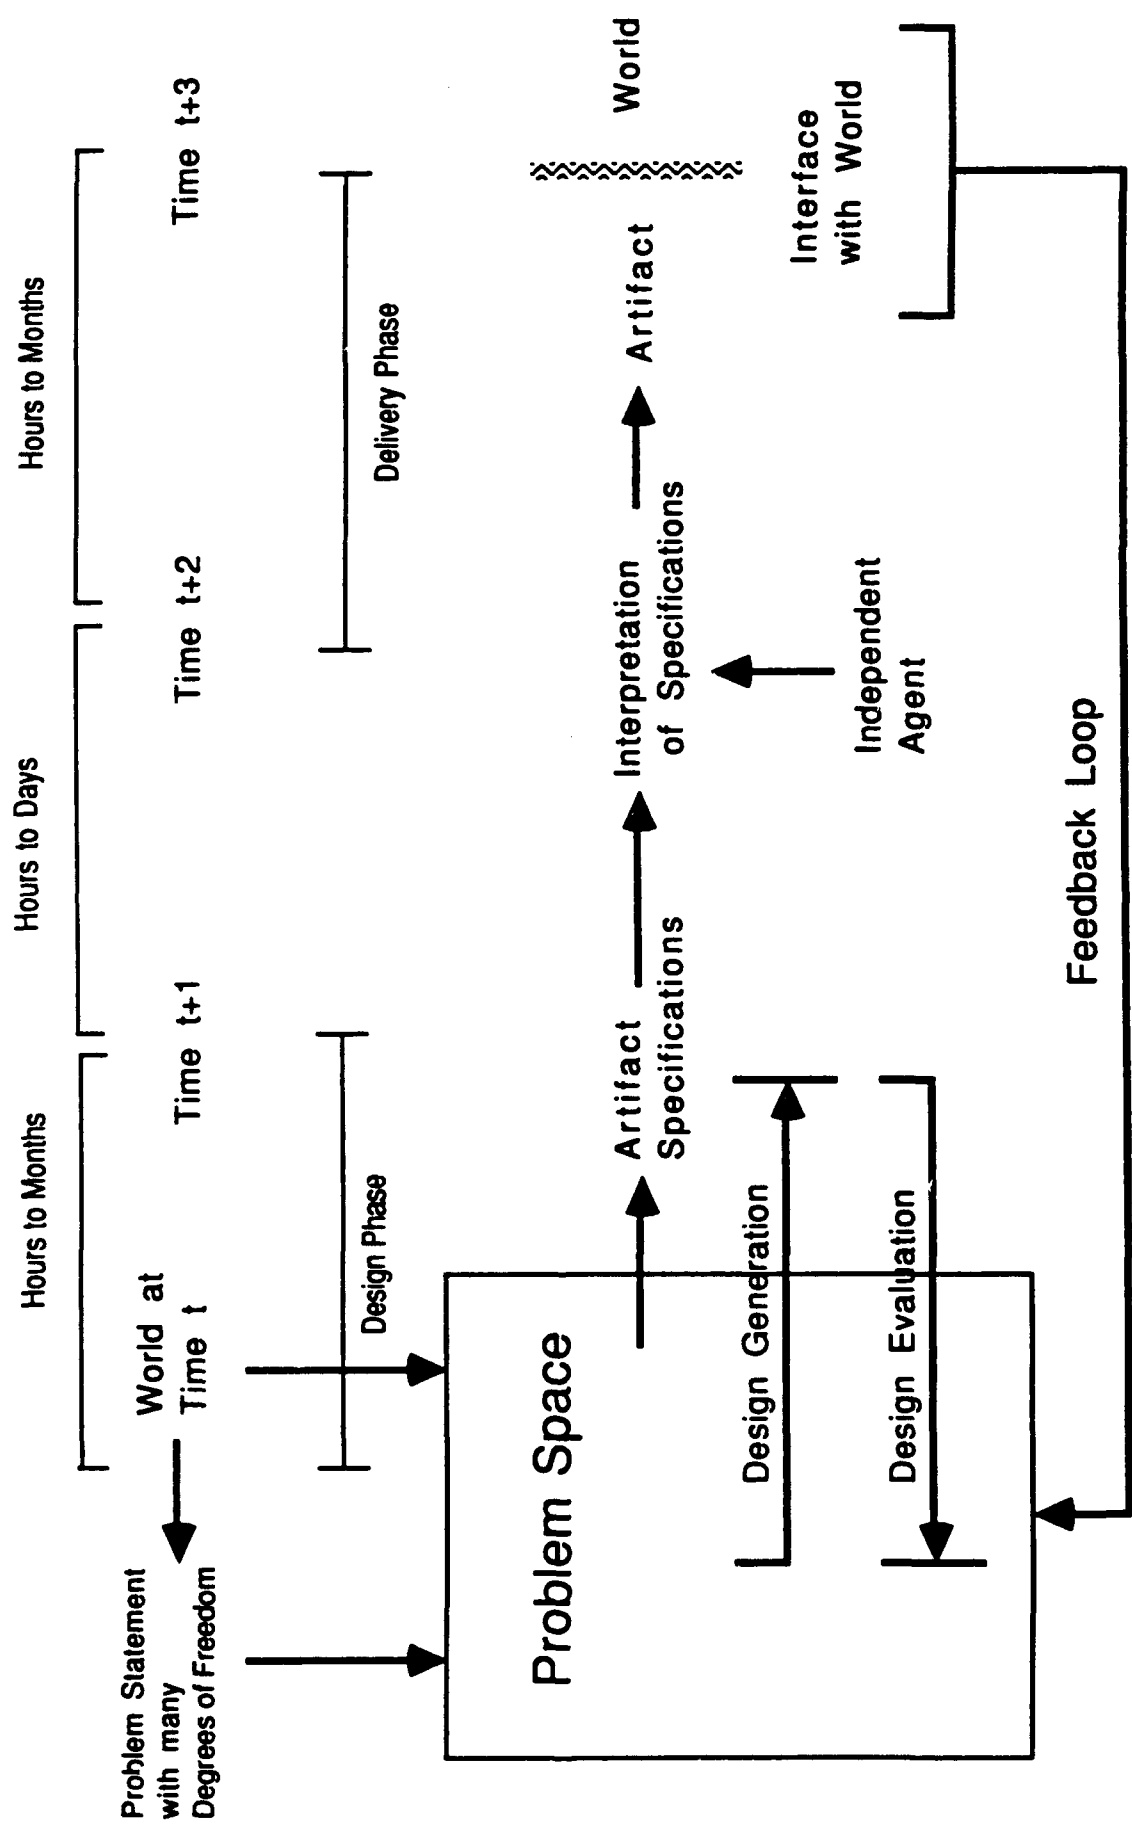 Hours to Months
Hours to Days
Hours to Months
World at
Time t
Time t+1
Time t+2
Time t+3
Problem Statement
with many
Degrees of Freedom
Design Phase
Delivery Phase
Problem Space
Artifact
Specifications
Interpretation
of Specifications
Artifact
World
Design Generation
Design Evaluation
Independent
Agent
Interface
with World
Feedback Loop